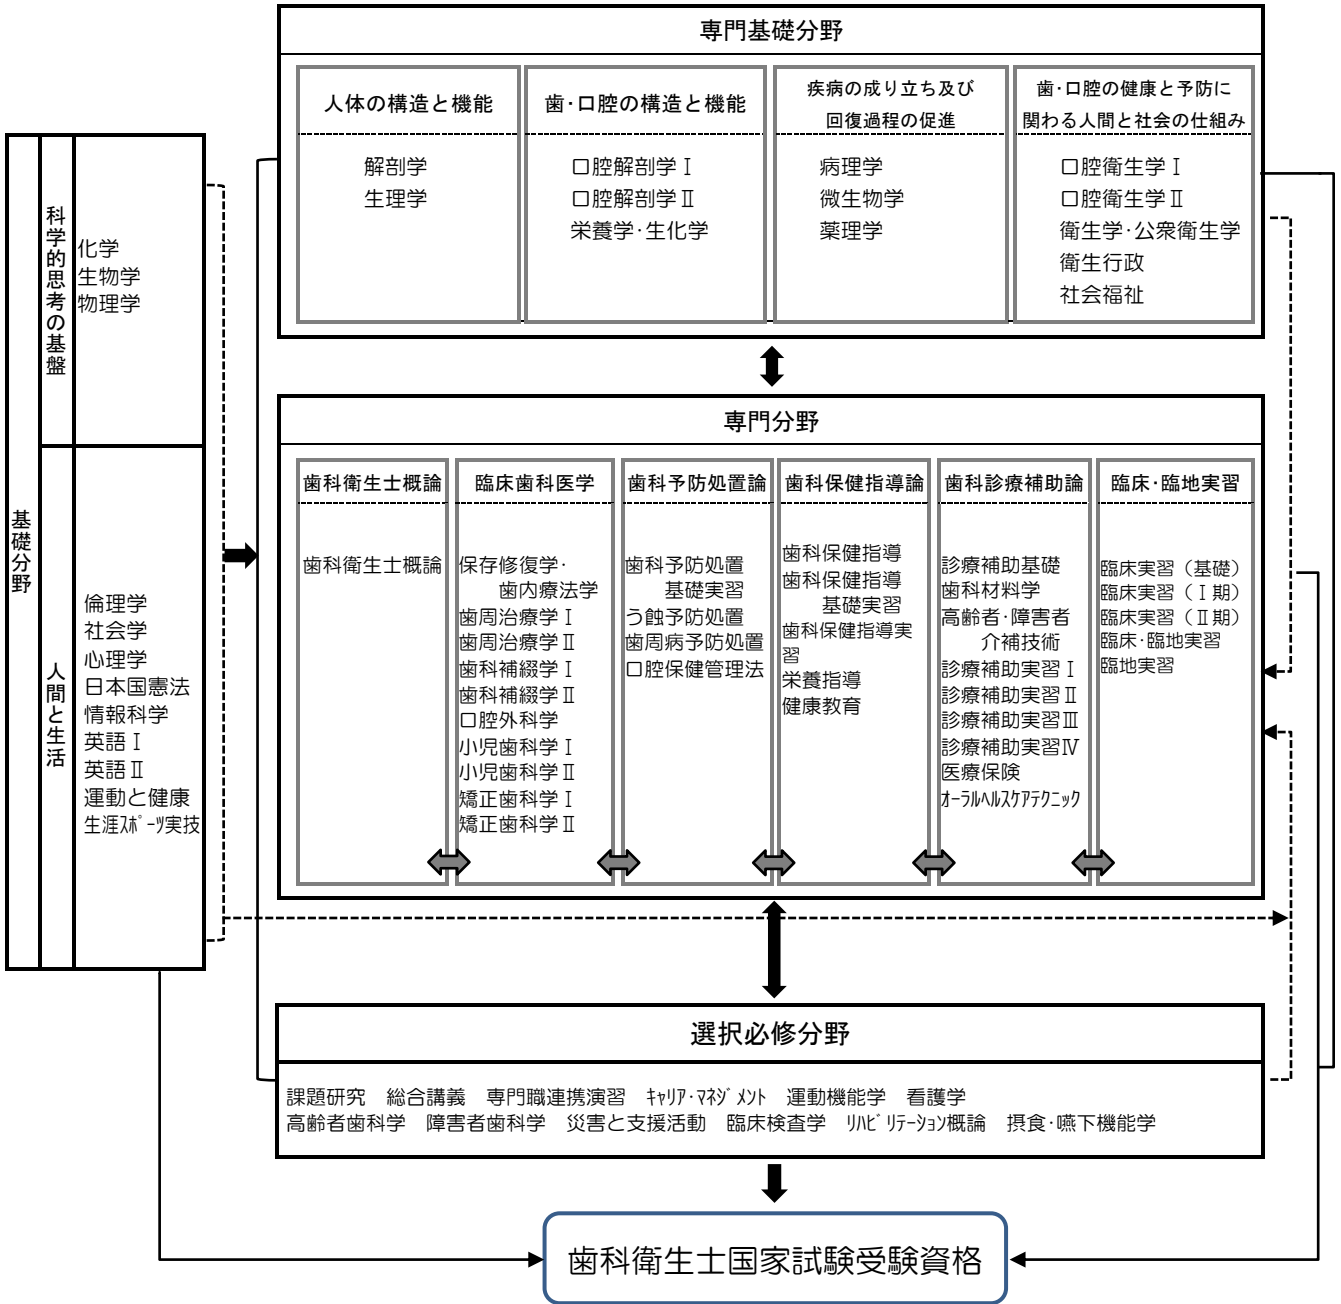 専門基礎分野
人体の構造と機能
解剖学
生理学
歯・口腔の構造と機能
口腔解剖学Ⅰ
口腔解剖学Ⅱ
栄養学・生化学
疾病の成り立ち及び
回復過程の促進
病理学
微生物学
薬理学
歯・口腔の健康と予防に
関わる人間と社会の仕組み
口腔衛生学Ⅰ
口腔衛生学Ⅱ
衛生学・公衆衛生学
衛生行政
社会福祉
基礎分野
科学的思考の基盤
化学
生物学
物理学
人間と生活
倫理学
社会学
心理学
日本国憲法
情報科学
英語Ⅰ
英語Ⅱ
運動と健康
生涯ｽﾎﾟｰﾂ実技
専門分野
歯科衛生士概論
歯科衛生士概論
臨床歯科医学
保存修復学・
歯内療法学
歯周治療学Ⅰ
歯周治療学Ⅱ
歯科補綴学Ⅰ
歯科補綴学Ⅱ
口腔外科学
小児歯科学Ⅰ
小児歯科学Ⅱ
矯正歯科学Ⅰ
矯正歯科学Ⅱ
歯科予防処置論
歯科予防処置
基礎実習
う蝕予防処置
歯周病予防処置
口腔保健管理法
歯科保健指導論
歯科保健指導
歯科保健指導
基礎実習
歯科保健指導実
習
栄養指導
健康教育
歯科診療補助論
診療補助基礎
歯科材料学
高齢者・障害者
介補技術
診療補助実習Ⅰ
診療補助実習Ⅱ
診療補助実習Ⅲ
診療補助実習Ⅳ
医療保険
ｵｰﾗﾙﾍﾙｽｹｱﾃｸﾆｯｸ
臨床・臨地実習
臨床実習（基礎）
臨床実習（Ⅰ期）
臨床実習（Ⅱ期）
臨床・臨地実習
臨地実習
選択必修分野
課題研究　総合講義　専門職連携演習　ｷｬﾘｱ･ﾏﾈｼﾞﾒﾝﾄ　運動機能学　看護学
高齢者歯科学　障害者歯科学　災害と支援活動　臨床検査学　ﾘﾊﾋﾞﾘﾃｰｼｮﾝ概論　摂食・嚥下機能学
歯科衛生士国家試験受験資格